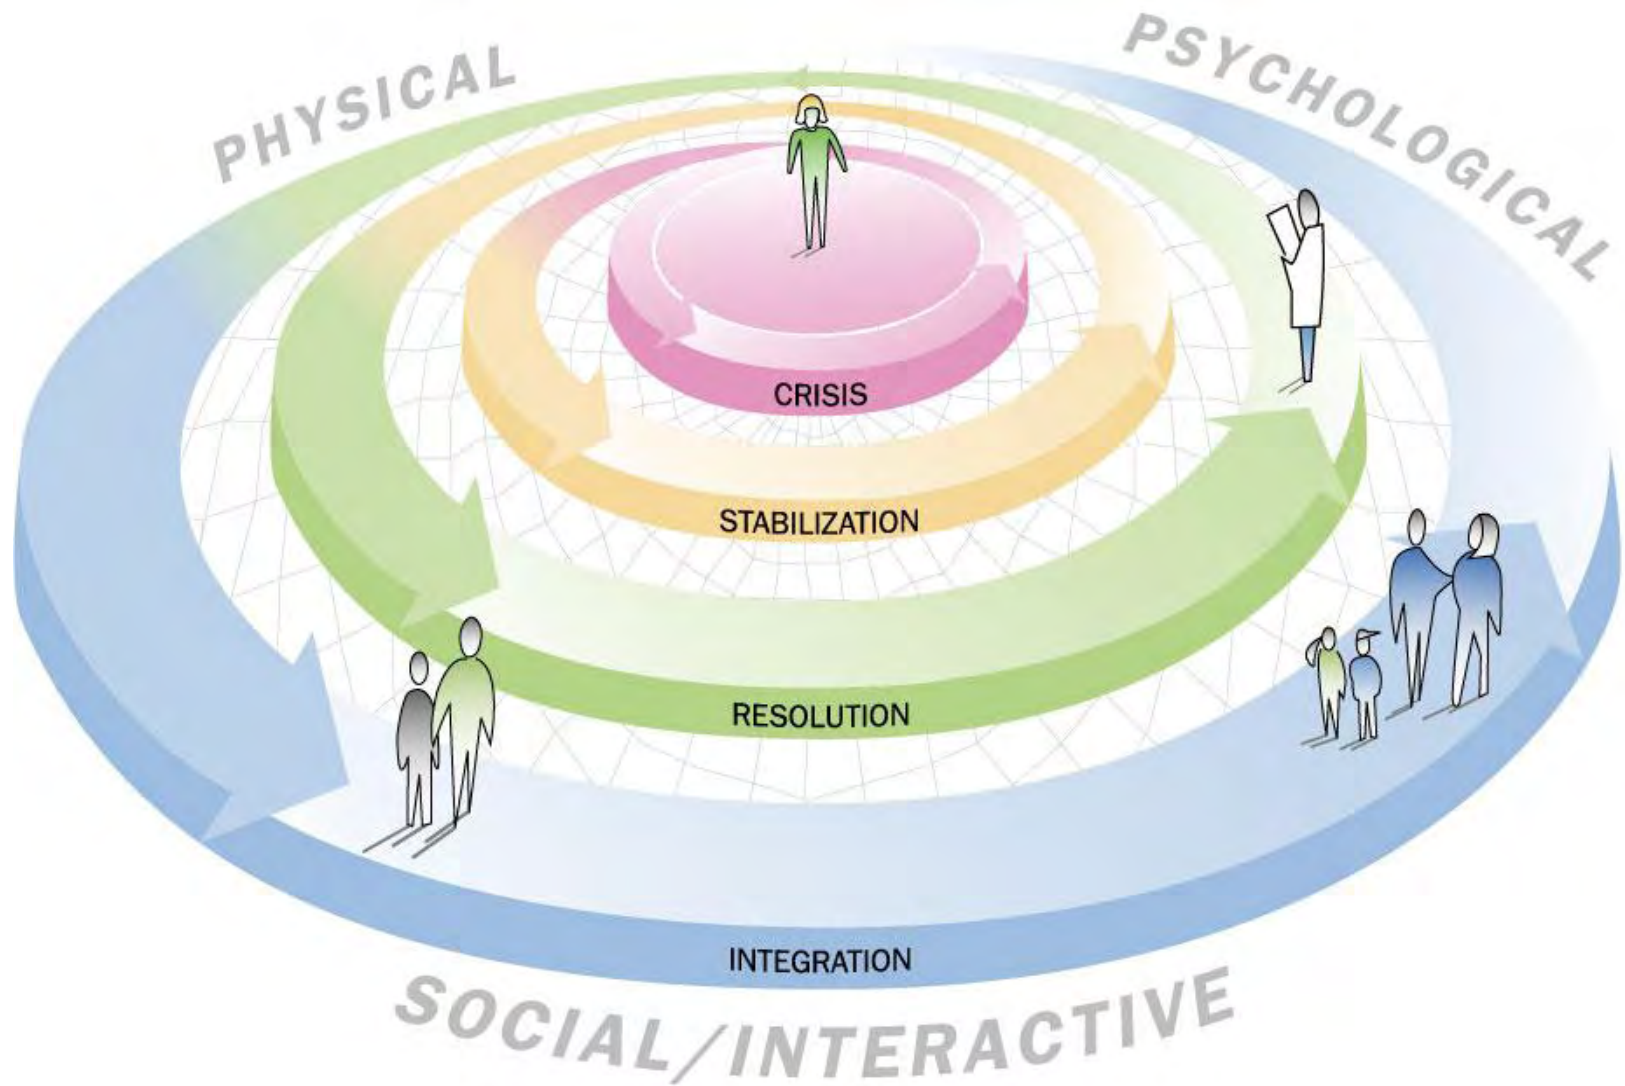 PHYSICAL
PSYCHOLOGICAL
CRISIS
STABILIZATION
RESOLUTION
INTEGRATION
SOCIAL/INTERACTIVE